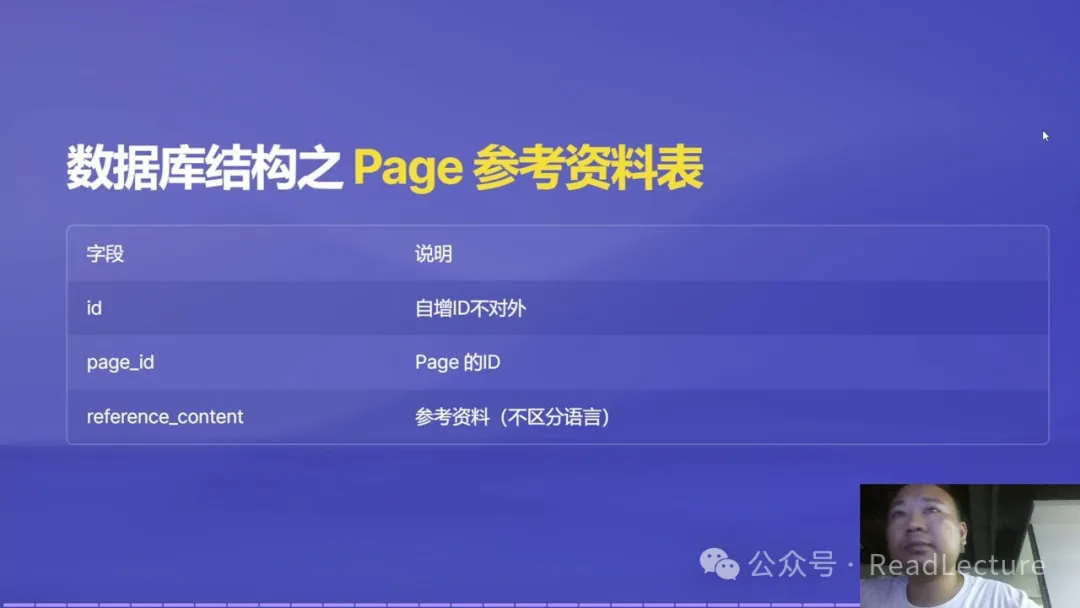 数据库结构之 Page 参考资料表
字段 说明
id 自增ID不对外
page_id Page 的ID
reference_content 参考资料（不区分语言）
公众号 · ReadLecture